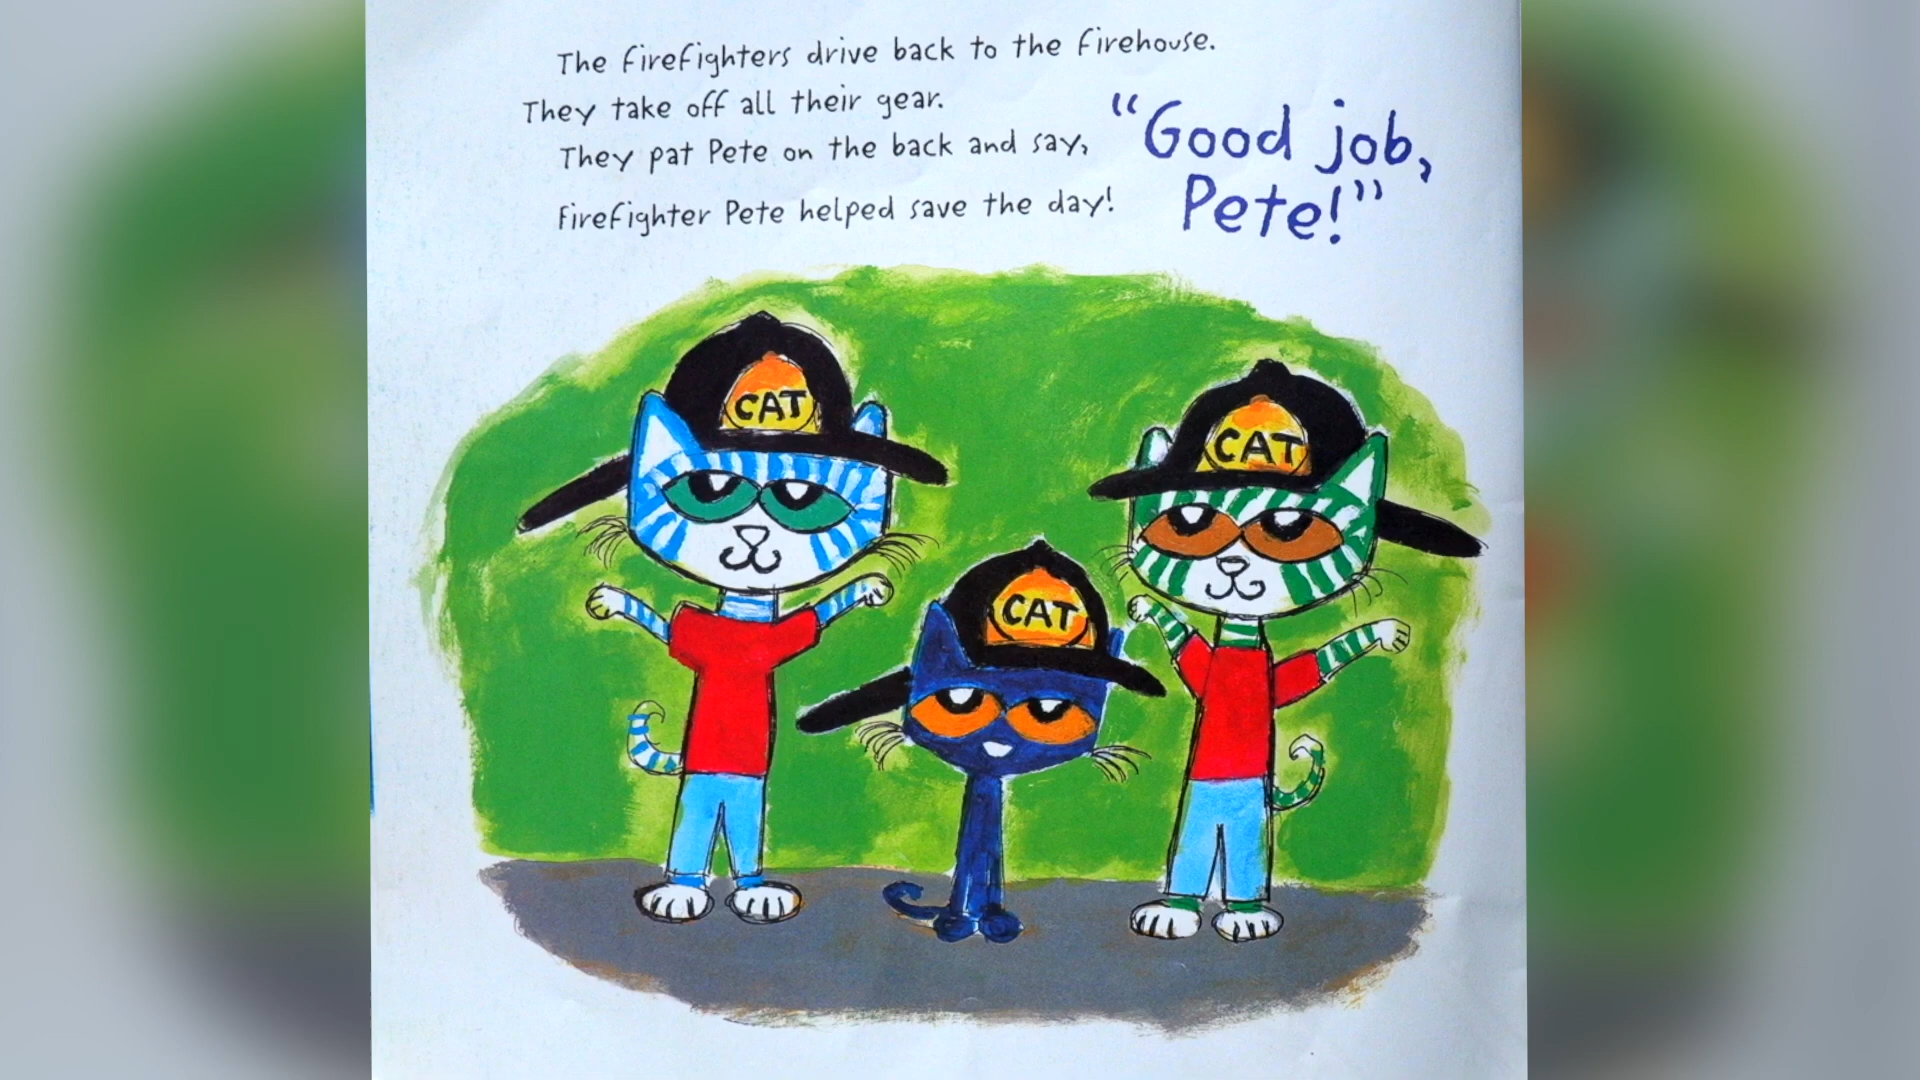 The firefighters drive back to the firehouse.
They take off all their gear.
They pat Pete on the back and say,
"Good job,
Pete!"
Firefighter Pete helped save the day!
CAT
CAT
CAT